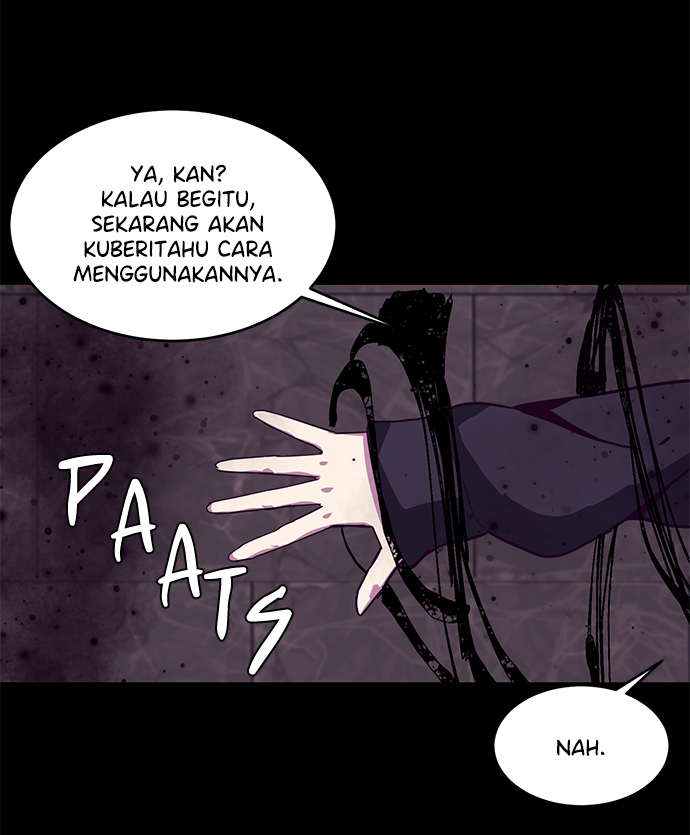 YA, KAN?
KALAU BEGITU,
SEKARANG AKAN
KUBERITAHU CARA
MENGGUNAKANNYA.
PAATS
NAH.